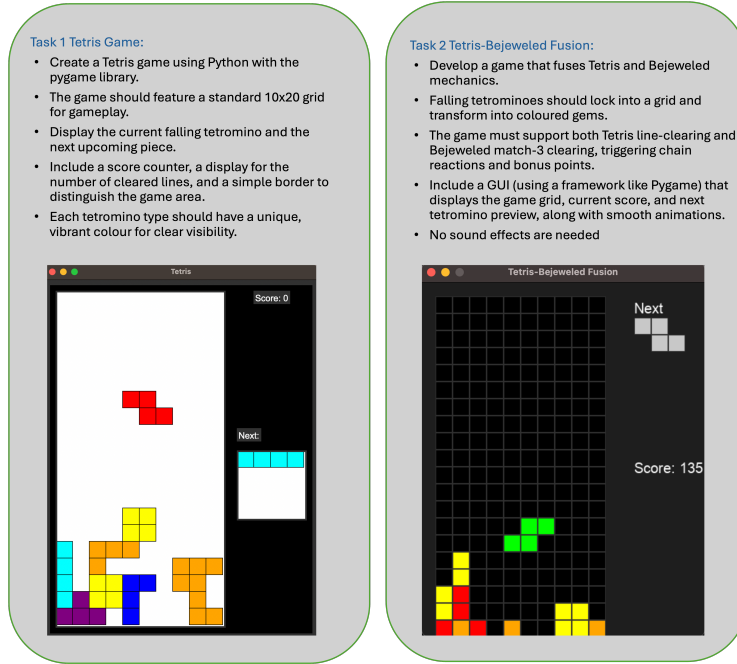 Task 1 Tetris Game:
• Create a Tetris game using Python with the
pygame library.
• The game should feature a standard 10x20 grid
for gameplay.
• Display the current falling tetromino and the
next upcoming piece.
• Include a score counter, a display for the
number of cleared lines, and a simple border to
distinguish the game area.
• Each tetromino type should have a unique,
vibrant colour for clear visibility.
Tetris
Score: 0
Next:
Task 2 Tetris-Bejeweled Fusion:
• Develop a game that fuses Tetris and Bejeweled
mechanics.
• Falling tetrominoes should lock into a grid and
transform into coloured gems.
• The game must support both Tetris line-clearing and
Bejeweled match-3 clearing, triggering chain
reactions and bonus points.
• Include a GUI (using a framework like Pygame) that
displays the game grid, current score, and next
tetromino preview, along with smooth animations.
• No sound effects are needed
Tetris-Bejeweled Fusion
Next
Score: 135